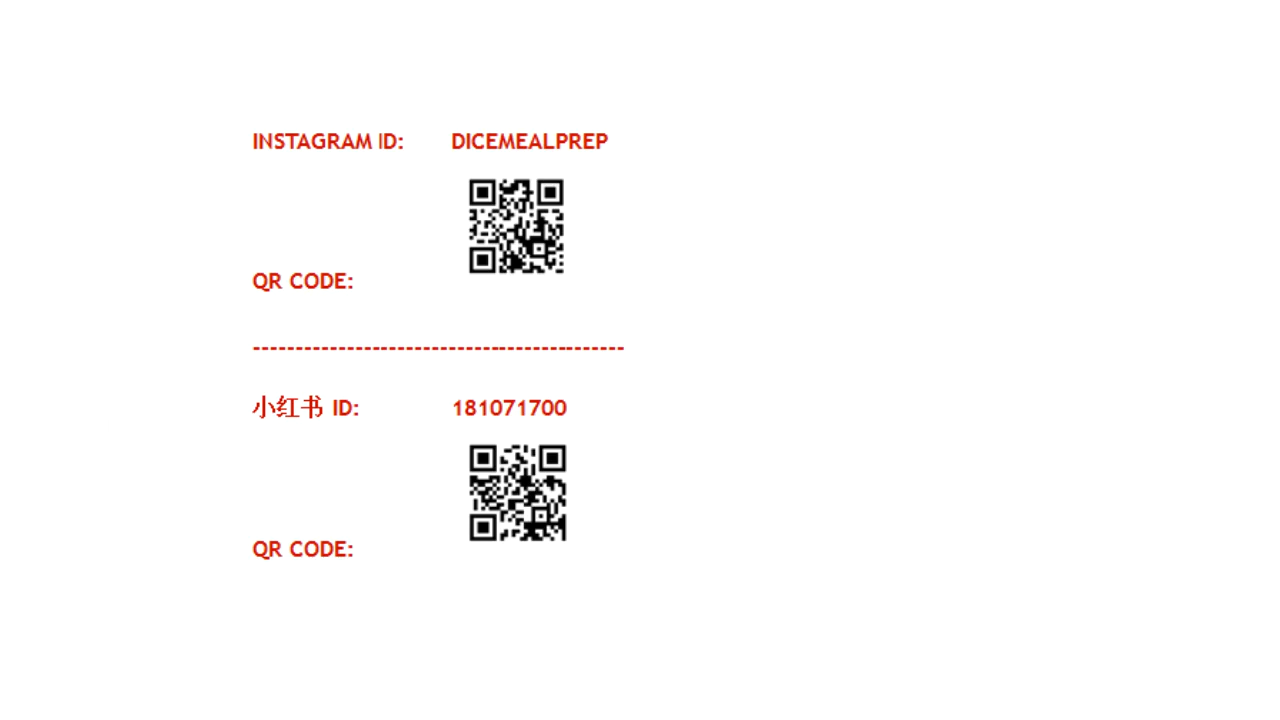 INSTAGRAM ID: DICEMEALPREP
QR CODE:
-------------------------------------------
小红书 ID: 181071700
QR CODE: